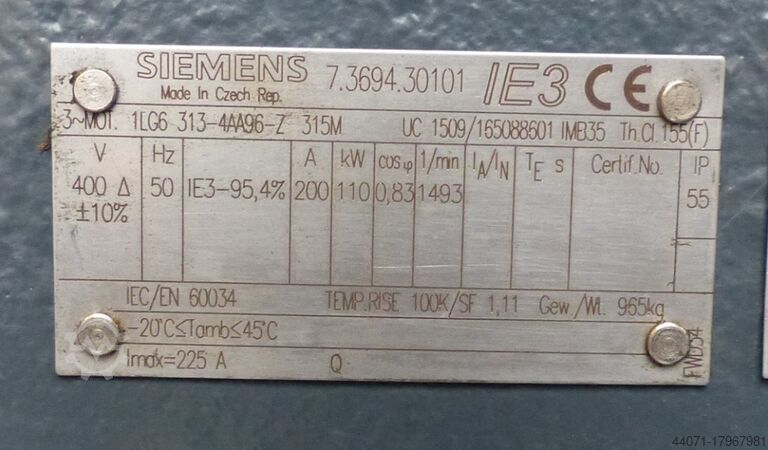 SIEMENS 7.3694.30101 IE3 CE
Made In Czech Rep.
3~MOT. 1LG6 313-4AA96-Z 315M UC 1509/165088601 IMB35 Th.Cl.155(F)
V Hz A kW cosφ 1/min IA/IN TE s Certif.No. IP
400 Δ 50 IE3-95,4% 200 110 0,83 1493 55
±10%
IEC/EN 60034 TEMP.RISE 100K/SF 1,11 Gew./Wt. 965kg
-20°C≤Tamb≤45°C
Imax=225 A Q
FWD34
44071-17967981